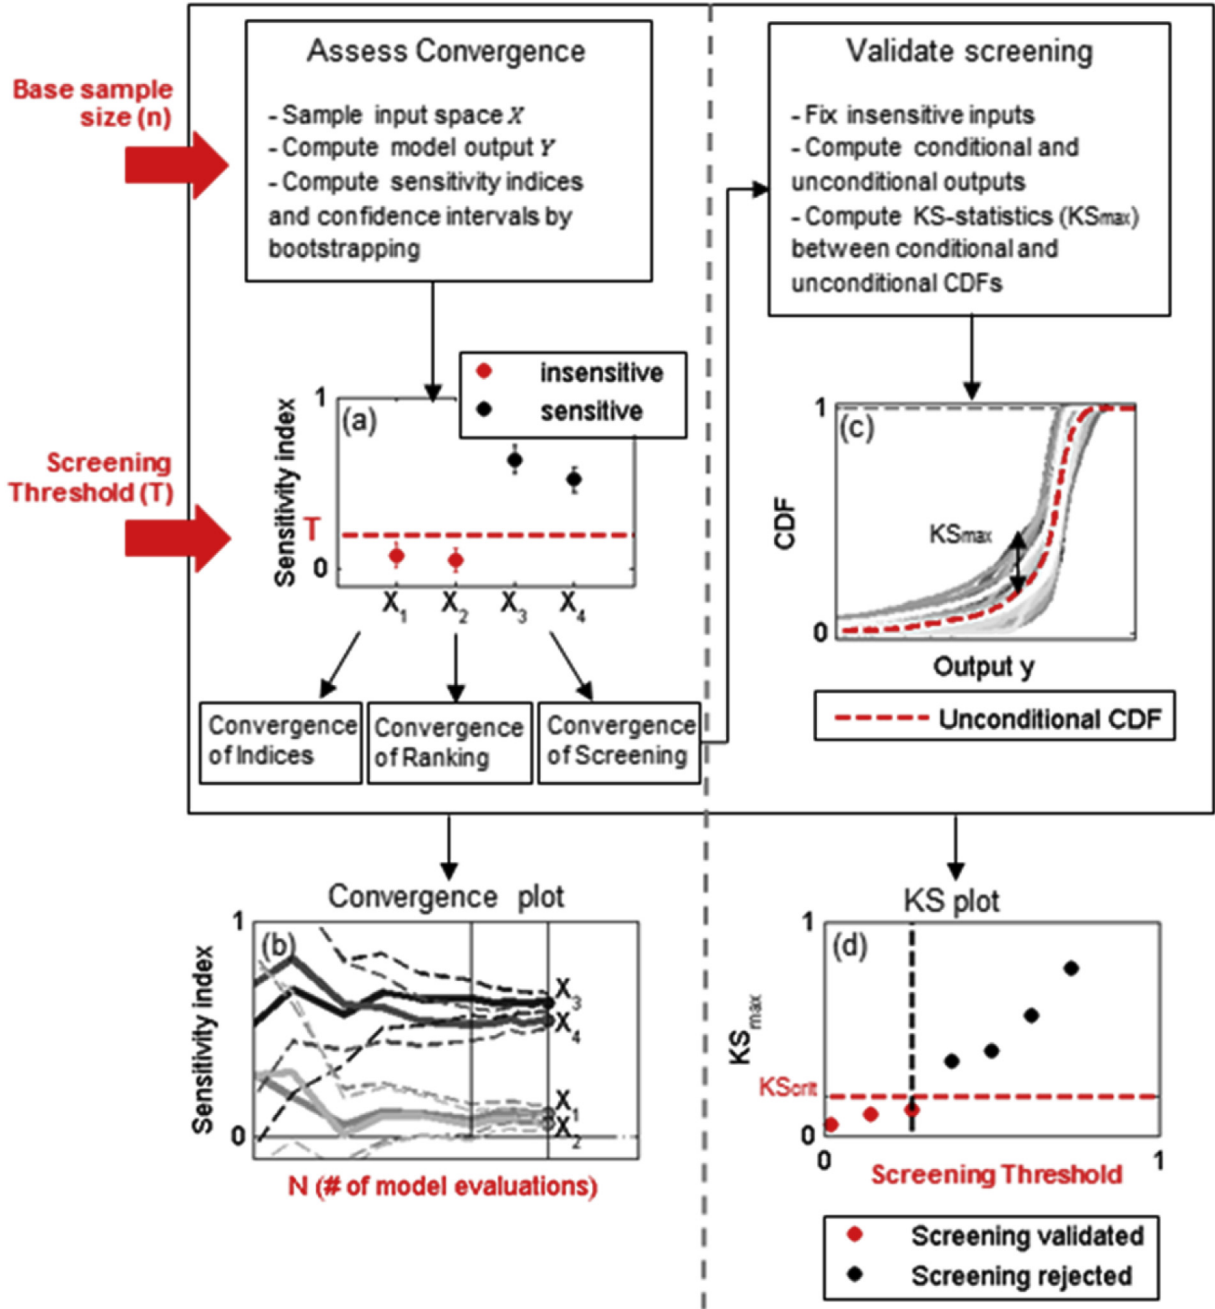 Base sample
size (n)
Assess Convergence
- Sample input space X
- Compute model output Y
- Compute sensitivity indices
and confidence intervals by
bootstrapping
Validate screening
- Fix insensitive inputs
- Compute conditional and
unconditional outputs
- Compute KS-statistics (KSmax)
between conditional and
unconditional CDFs
Screening
Threshold (T)
insensitive
sensitive
(a)
Sensitivity index
1
T
0
X1
X2
X3
X4
Convergence
of Indices
Convergence
of Ranking
Convergence
of Screening
(c)
CDF
1
0
KSmax
Output y
Unconditional CDF
Convergence plot
(b)
Sensitivity index
1
0
X3
X4
X1
X2
N (# of model evaluations)
KS plot
(d)
KSmax
1
KScrit
0
0
1
Screening Threshold
Screening validated
Screening rejected